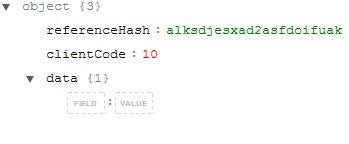 ▼ object {3}
referenceHash : alksdjesxad2asfdoifuak
clientCode : 10
▼ data {1}
FIELD : VALUE